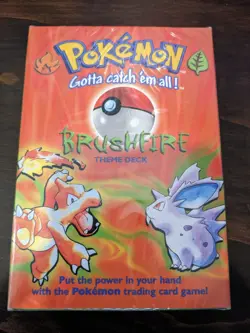 POKéMON
Gotta catch 'em all!
BRUSHFIRE
THEME DECK
Put the power in your hand
with the Pokémon trading card game!